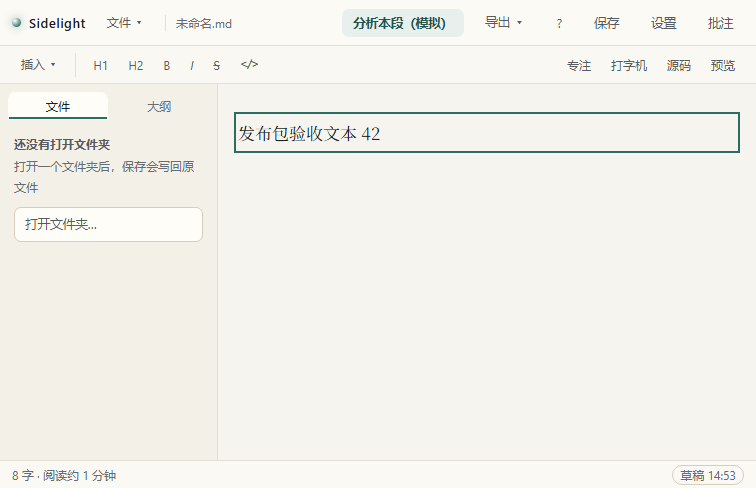 Sidelight 文件 未命名.md 分析本段（模拟） 导出 ? 保存 设置 批注
插入 H1 H2 B I S </> 专注 打字机 源码 预览
文件 大纲
还没有打开文件夹
打开一个文件夹后，保存会写回原
文件
打开文件夹...
发布包验收文本 42
8 字 · 阅读约 1 分钟 草稿 14:53